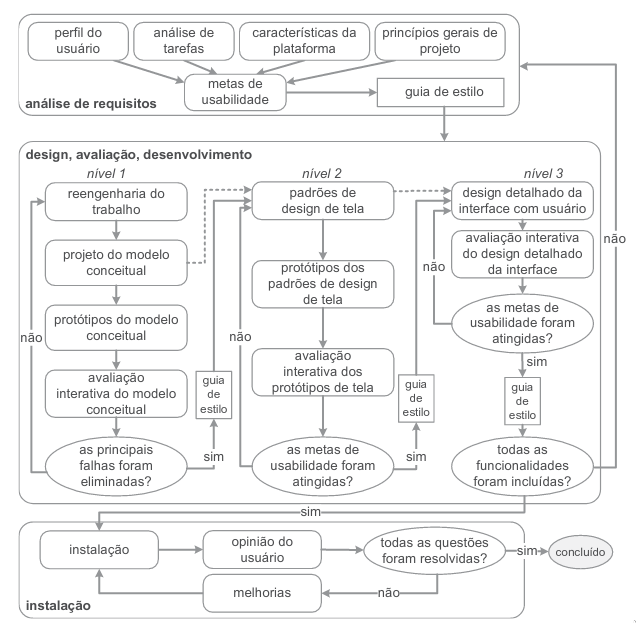 perfil do
usuário
análise de
tarefas
características da
plataforma
princípios gerais de
projeto
metas de
usabilidade
guia de estilo
análise de requisitos
design, avaliação, desenvolvimento
nível 1
nível 2
nível 3
reengenharia do
trabalho
projeto do modelo
conceitual
protótipos do modelo
conceitual
avaliação
interativa do modelo
conceitual
as principais
falhas foram
eliminadas?
não
sim
guia
de
estilo
padrões de
design de tela
protótipos dos
padrões de design
de tela
avaliação
interativa dos
protótipos de tela
as metas de
usabilidade foram
atingidas?
não
sim
guia
de
estilo
design detalhado da
interface com usuário
avaliação interativa
do design detalhado
da interface
as metas de
usabilidade foram
atingidas?
não
sim
guia
de
estilo
todas as
funcionalidades
foram incluídas?
não
sim
instalação
opinião do
usuário
todas as questões
foram resolvidas?
sim
concluído
melhorias
não
instalação